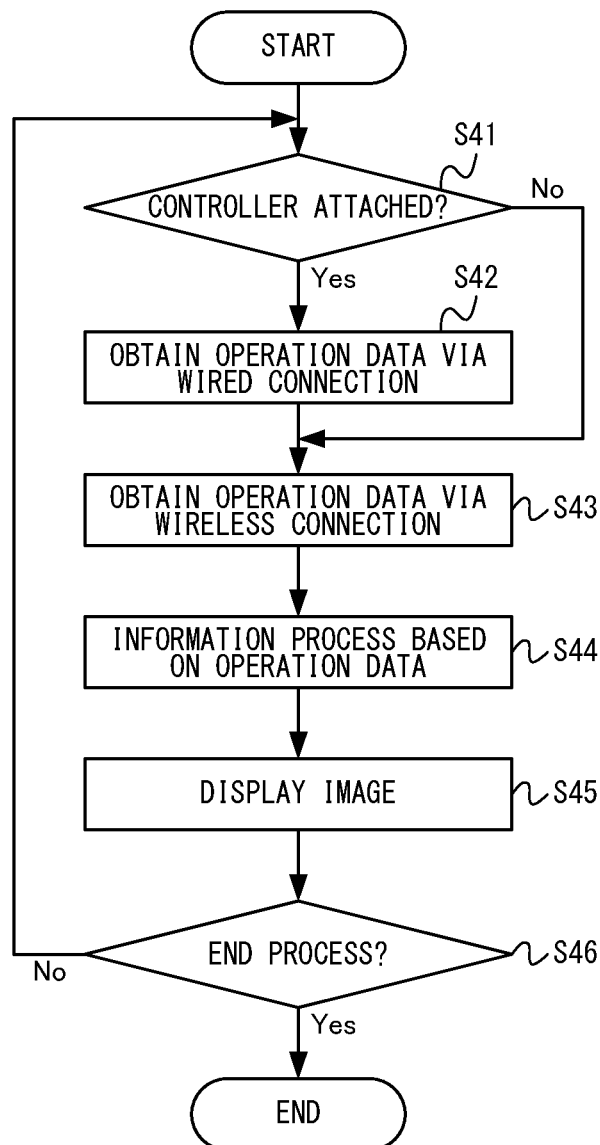 START
S41
CONTROLLER ATTACHED?
No
Yes
S42
OBTAIN OPERATION DATA VIA
WIRED CONNECTION
OBTAIN OPERATION DATA VIA
WIRELESS CONNECTION
S43
INFORMATION PROCESS BASED
ON OPERATION DATA
S44
DISPLAY IMAGE
S45
END PROCESS?
S46
No
Yes
END